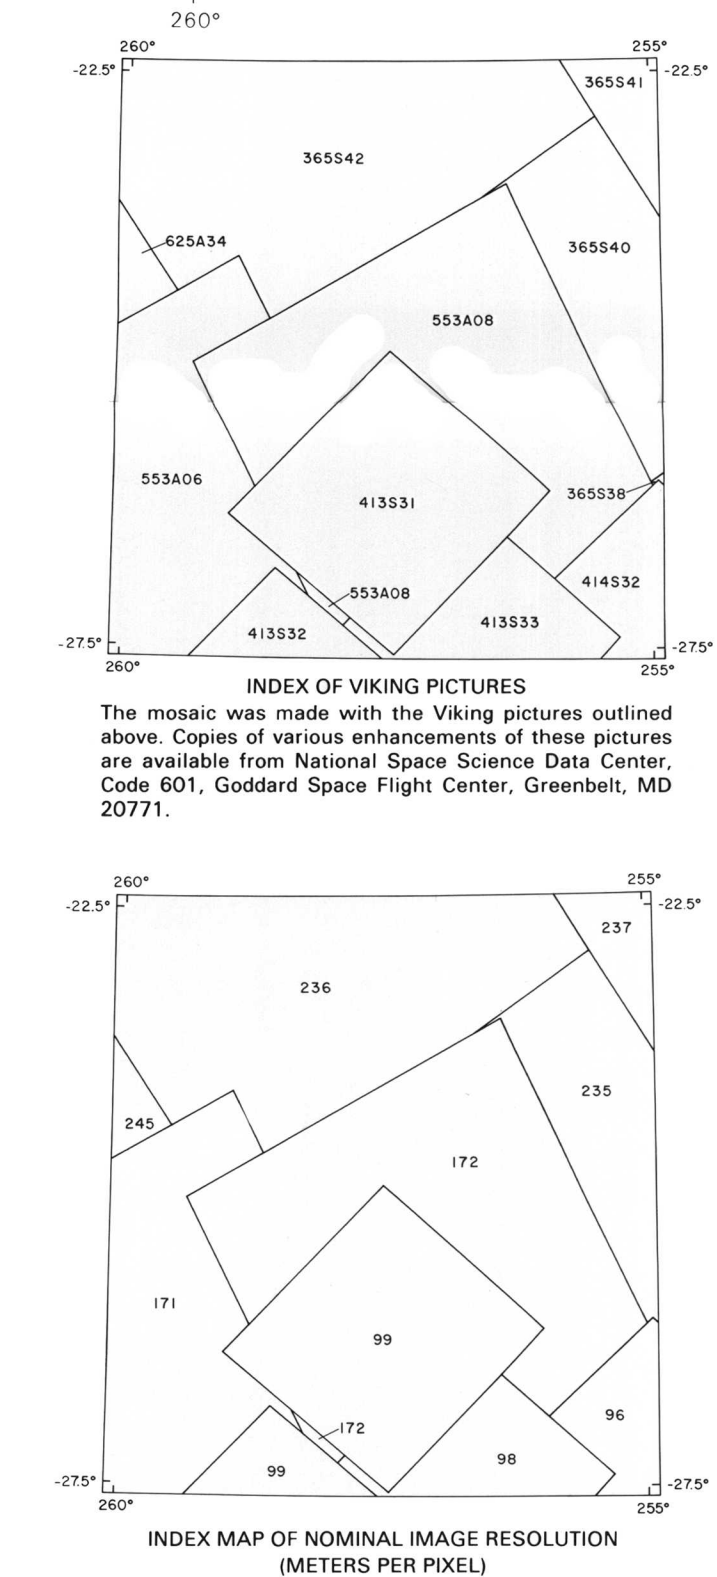 260°
260°
255°
-22.5°
365S41
-22.5°
365S42
625A34
365S40
553A08
553A06
413S31
365S38
414S32
553A08
413S33
413S32
-27.5°
-27.5°
260°
255°
INDEX OF VIKING PICTURES
The mosaic was made with the Viking pictures outlined
above. Copies of various enhancements of these pictures
are available from National Space Science Data Center,
Code 601, Goddard Space Flight Center, Greenbelt, MD
20771.
260°
255°
-22.5°
-22.5°
237
236
235
245
172
171
99
96
172
98
99
-27.5°
-27.5°
260°
255°
INDEX MAP OF NOMINAL IMAGE RESOLUTION
(METERS PER PIXEL)